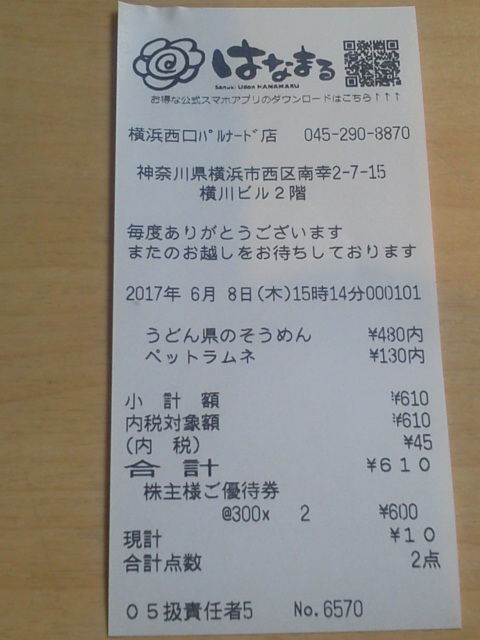 はなまる
Sanuki Udon HANAMARU
お得な公式スマホアプリのダウンロードはこちら↑↑↑
横浜西口ﾊﾟﾙﾅｰﾄﾞ店 045-290-8870
神奈川県横浜市西区南幸2-7-15
横川ビル2階
毎度ありがとうございます
またのお越しをお待ちしております
2017年 6月 8日(木)15時14分000101
うどん県のそうめん ¥480内
ペットラムネ ¥130内
小計額 ¥610
内税対象額 ¥610
(内 税) ¥45
合計 ¥610
株主様ご優待券
@300x 2 ¥600
現計 ¥10
合計点数 2点
05扱責任者5 No.6570